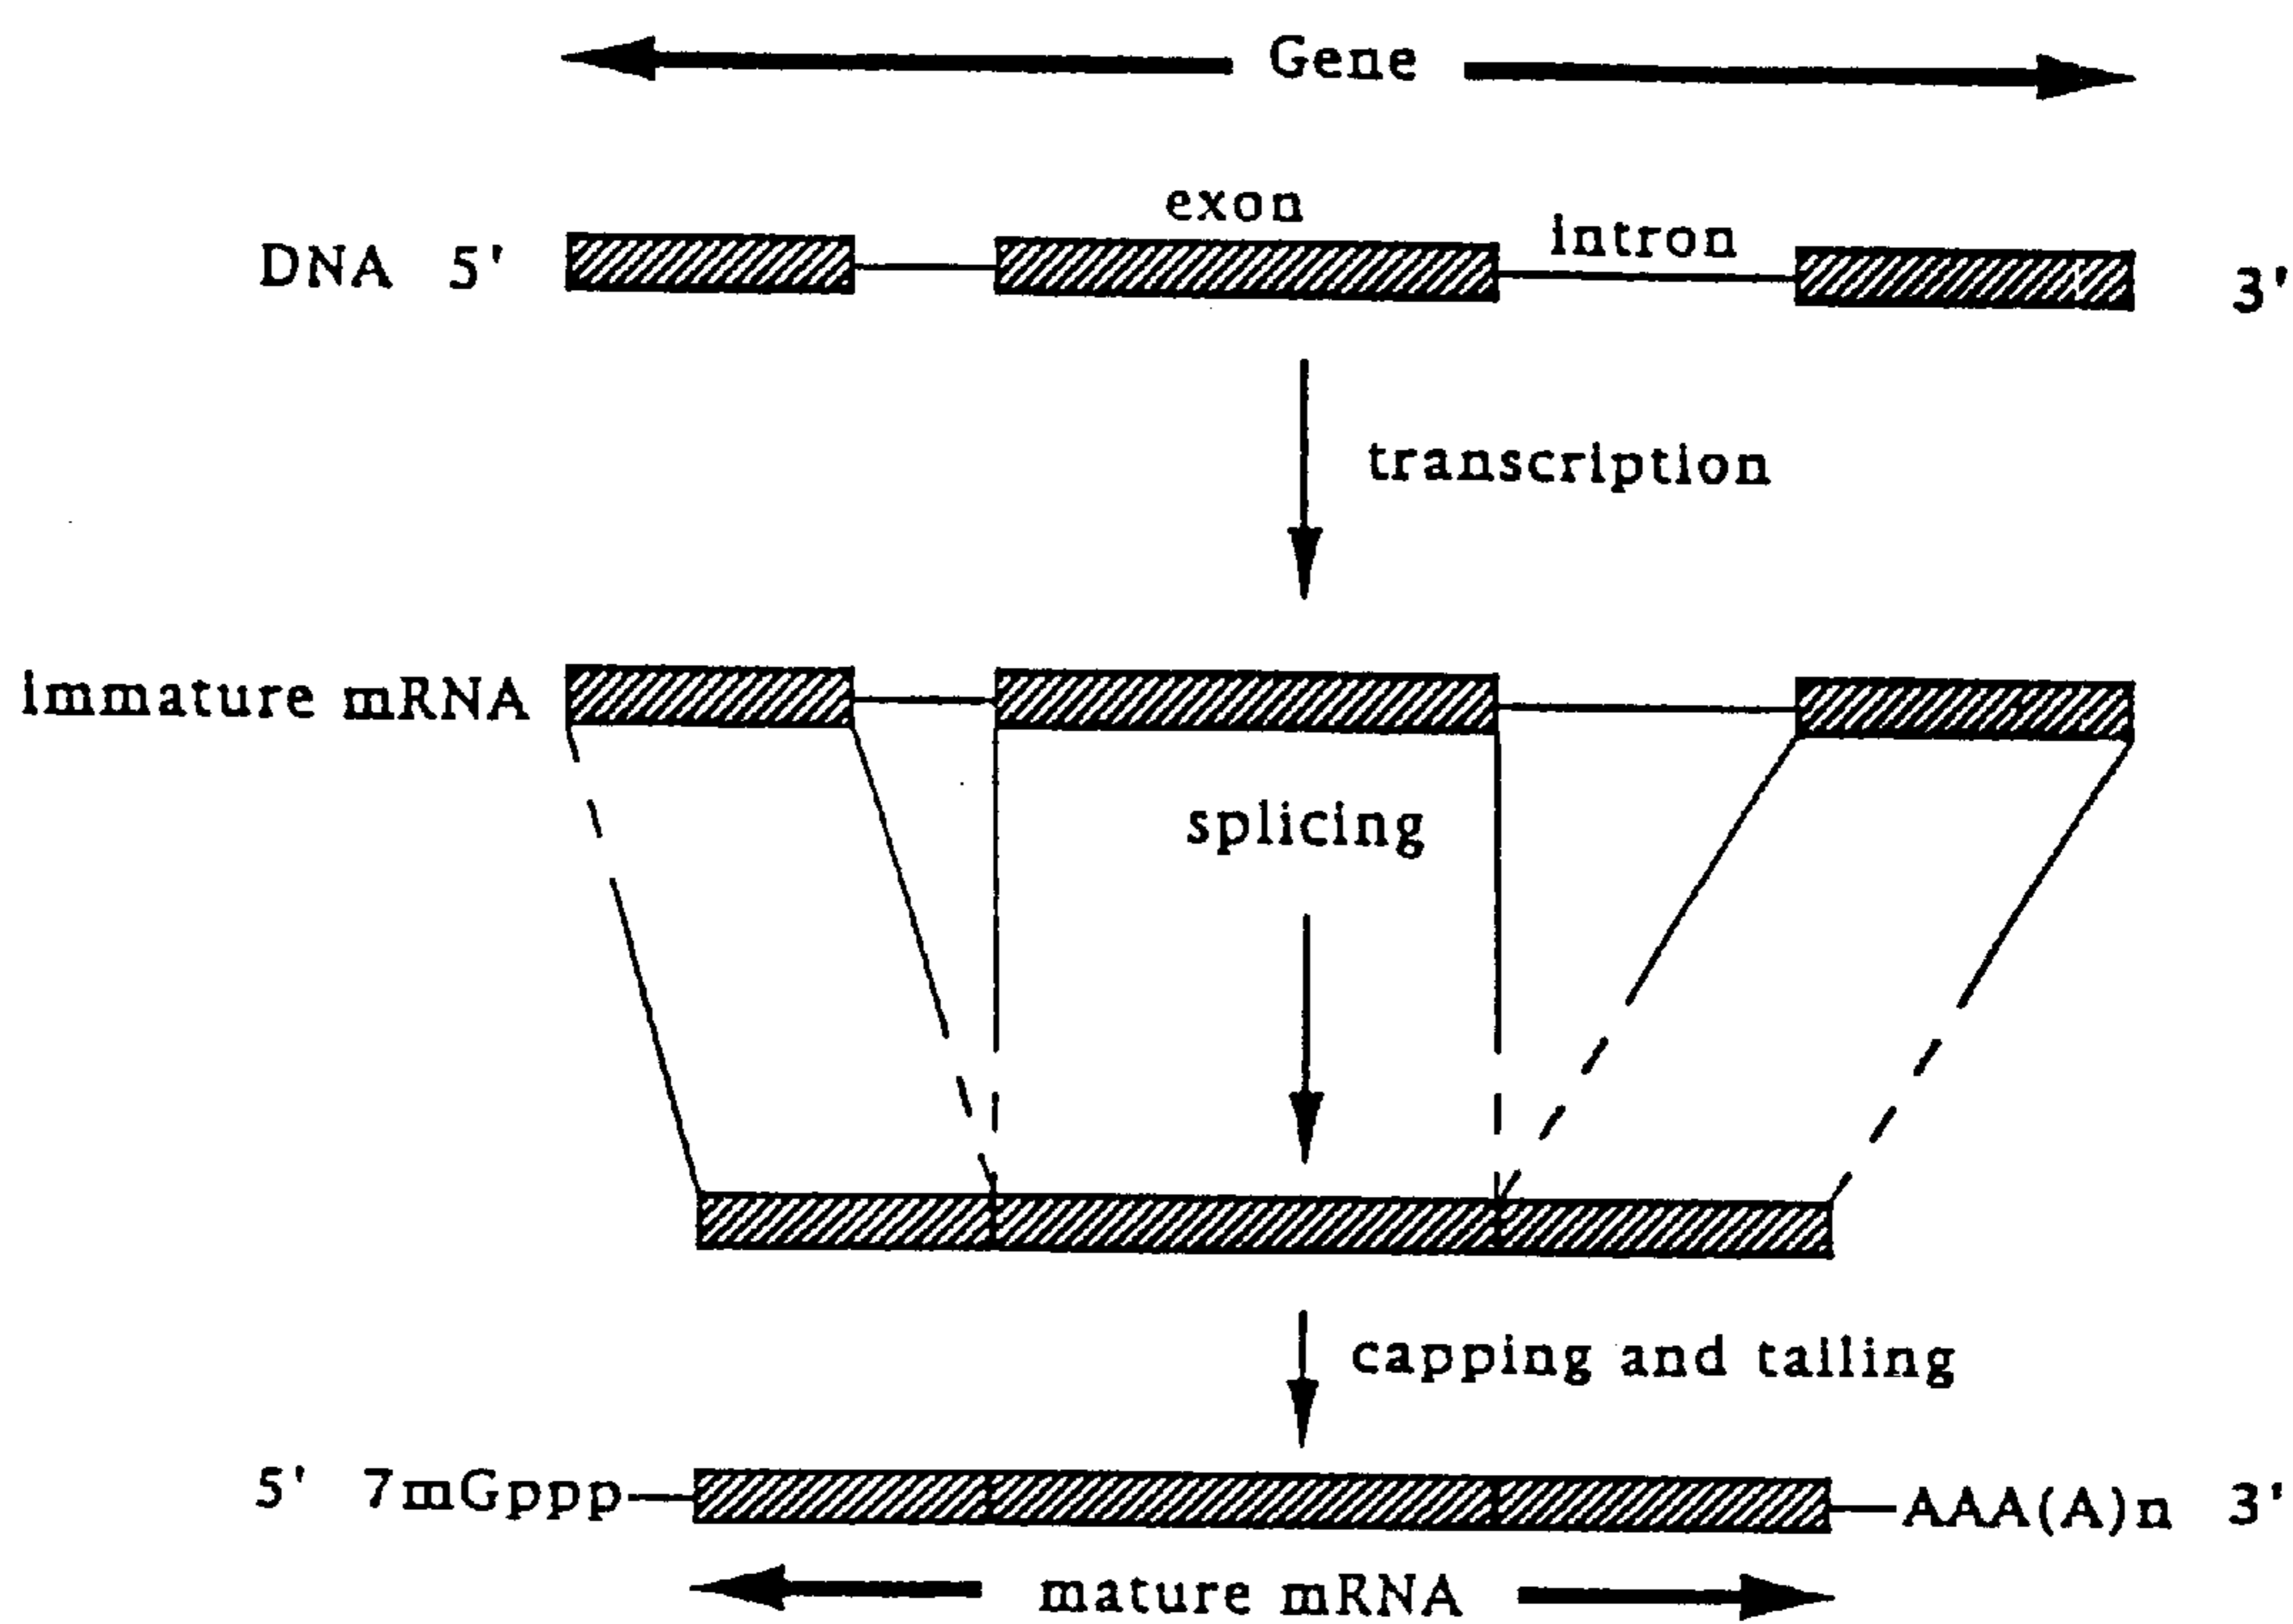 Gene
exon
intron
DNA 5' 3'
transcription
immature mRNA
splicing
capping and tailing
5' 7mGppp AAA(A)n 3'
mature mRNA